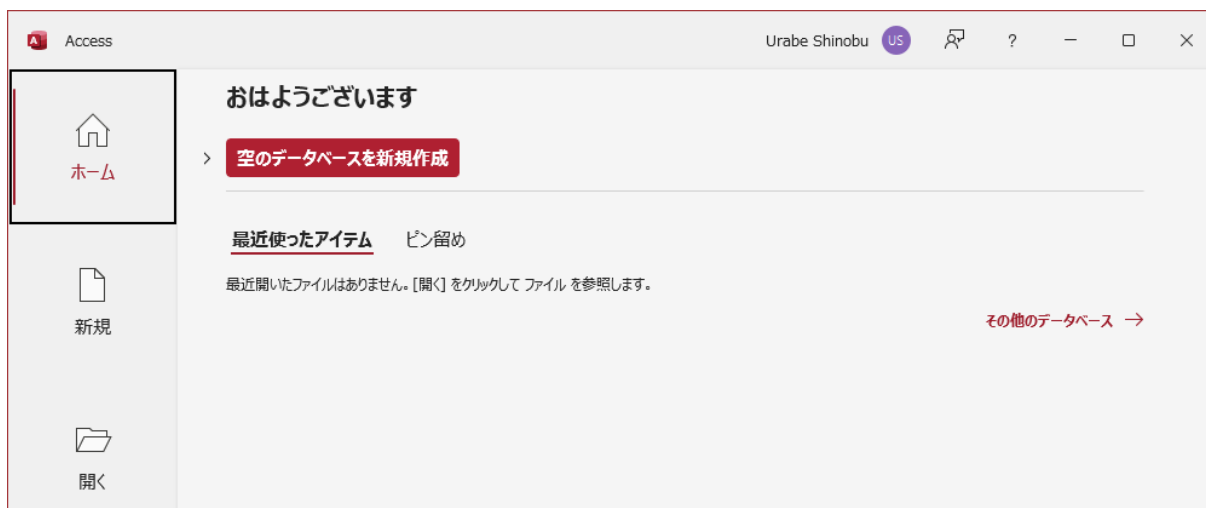 Access
Urabe Shinobu US ?
おはようございます
ホーム
空のデータベースを新規作成
最近使ったアイテム ピン留め
最近開いたファイルはありません。[開く] をクリックして ファイル を参照します。
新規
その他のデータベース →
開く